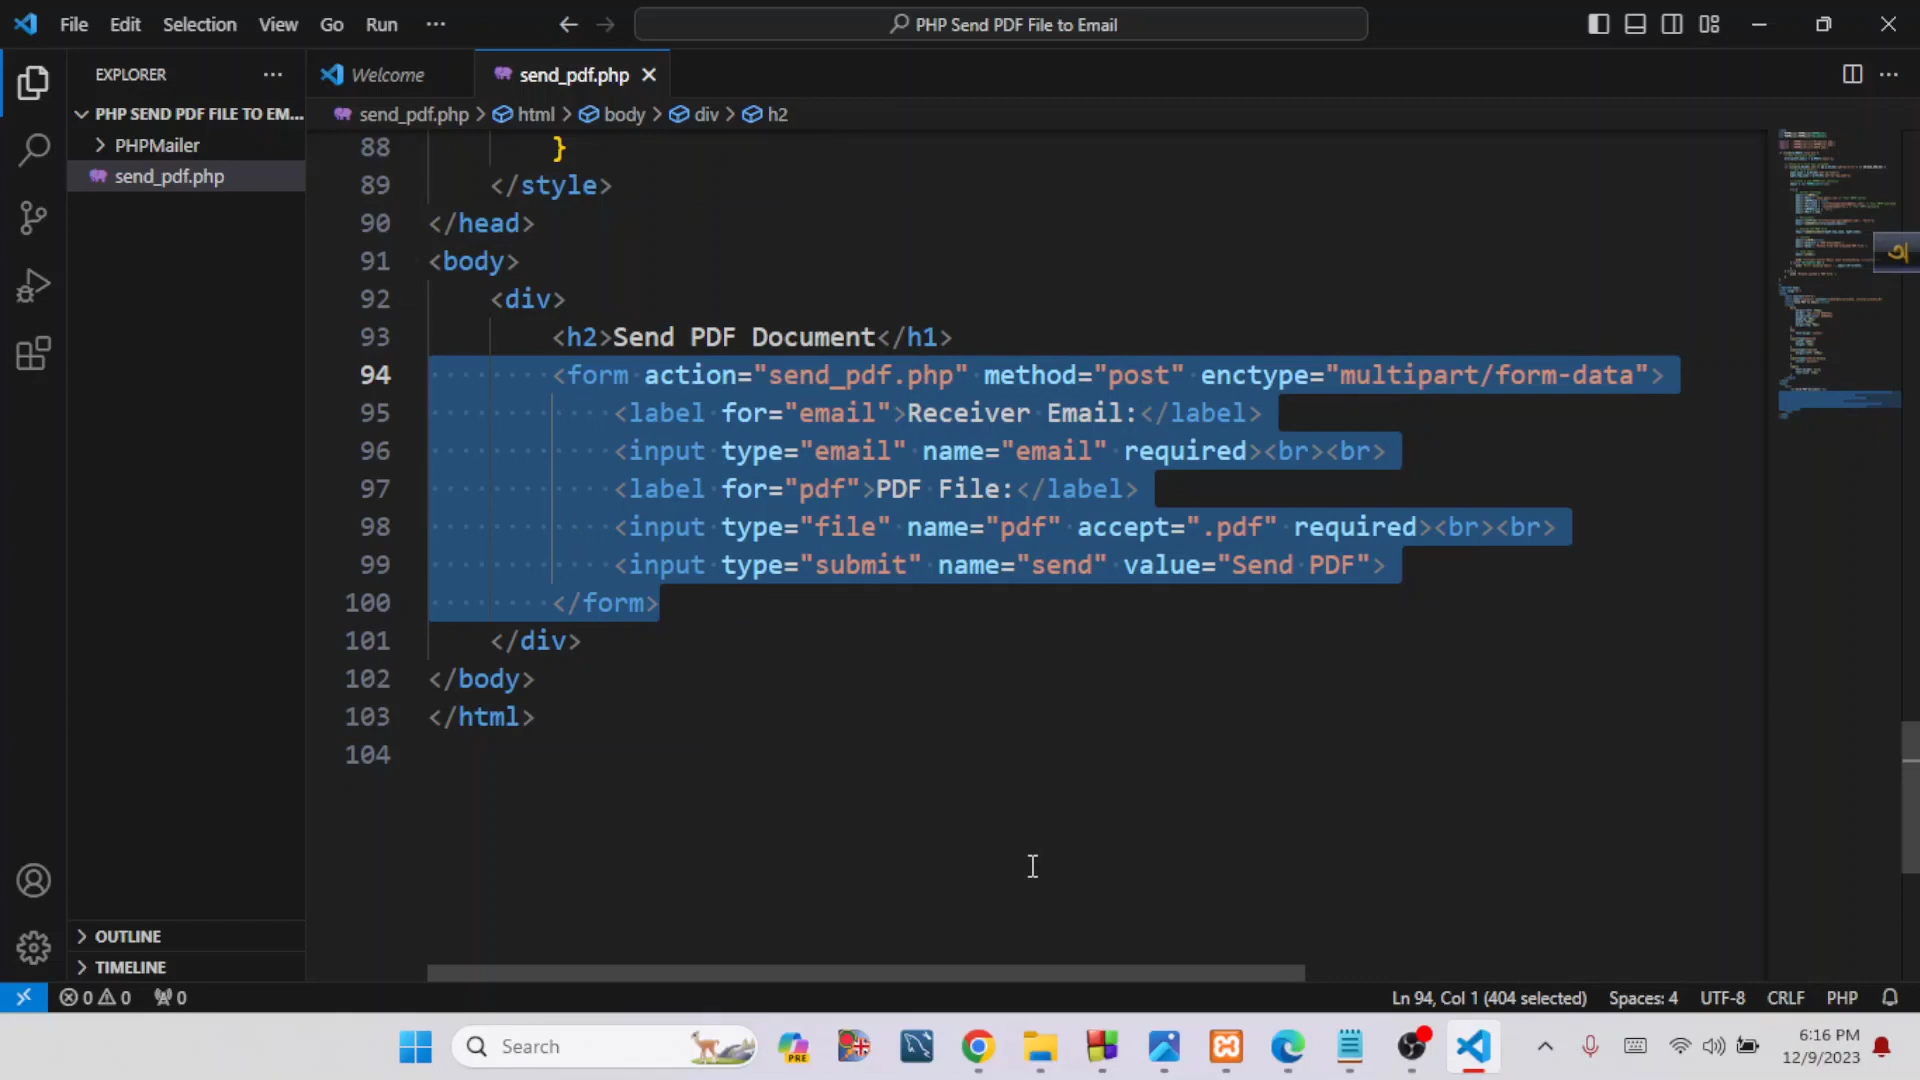 File Edit Selection View Go Run ··· PHP Send PDF File to Email
EXPLORER ··· Welcome send_pdf.php
PHP SEND PDF FILE TO EM... send_pdf.php > html > body > div > h2
PHPMailer
send_pdf.php
88 }
89 </style>
90 </head>
91 <body>
92 <div>
93 <h2>Send PDF Document</h1>
94 <form action="send_pdf.php" method="post" enctype="multipart/form-data">
95 <label for="email">Receiver Email:</label>
96 <input type="email" name="email" required><br><br>
97 <label for="pdf">PDF File:</label>
98 <input type="file" name="pdf" accept=".pdf" required><br><br>
99 <input type="submit" name="send" value="Send PDF">
100 </form>
101 </div>
102 </body>
103 </html>
104
অ
OUTLINE
TIMELINE
0 0 0 Ln 94, Col 1 (404 selected) Spaces: 4 UTF-8 CRLF PHP
Search PRE 6:16 PM
12/9/2023